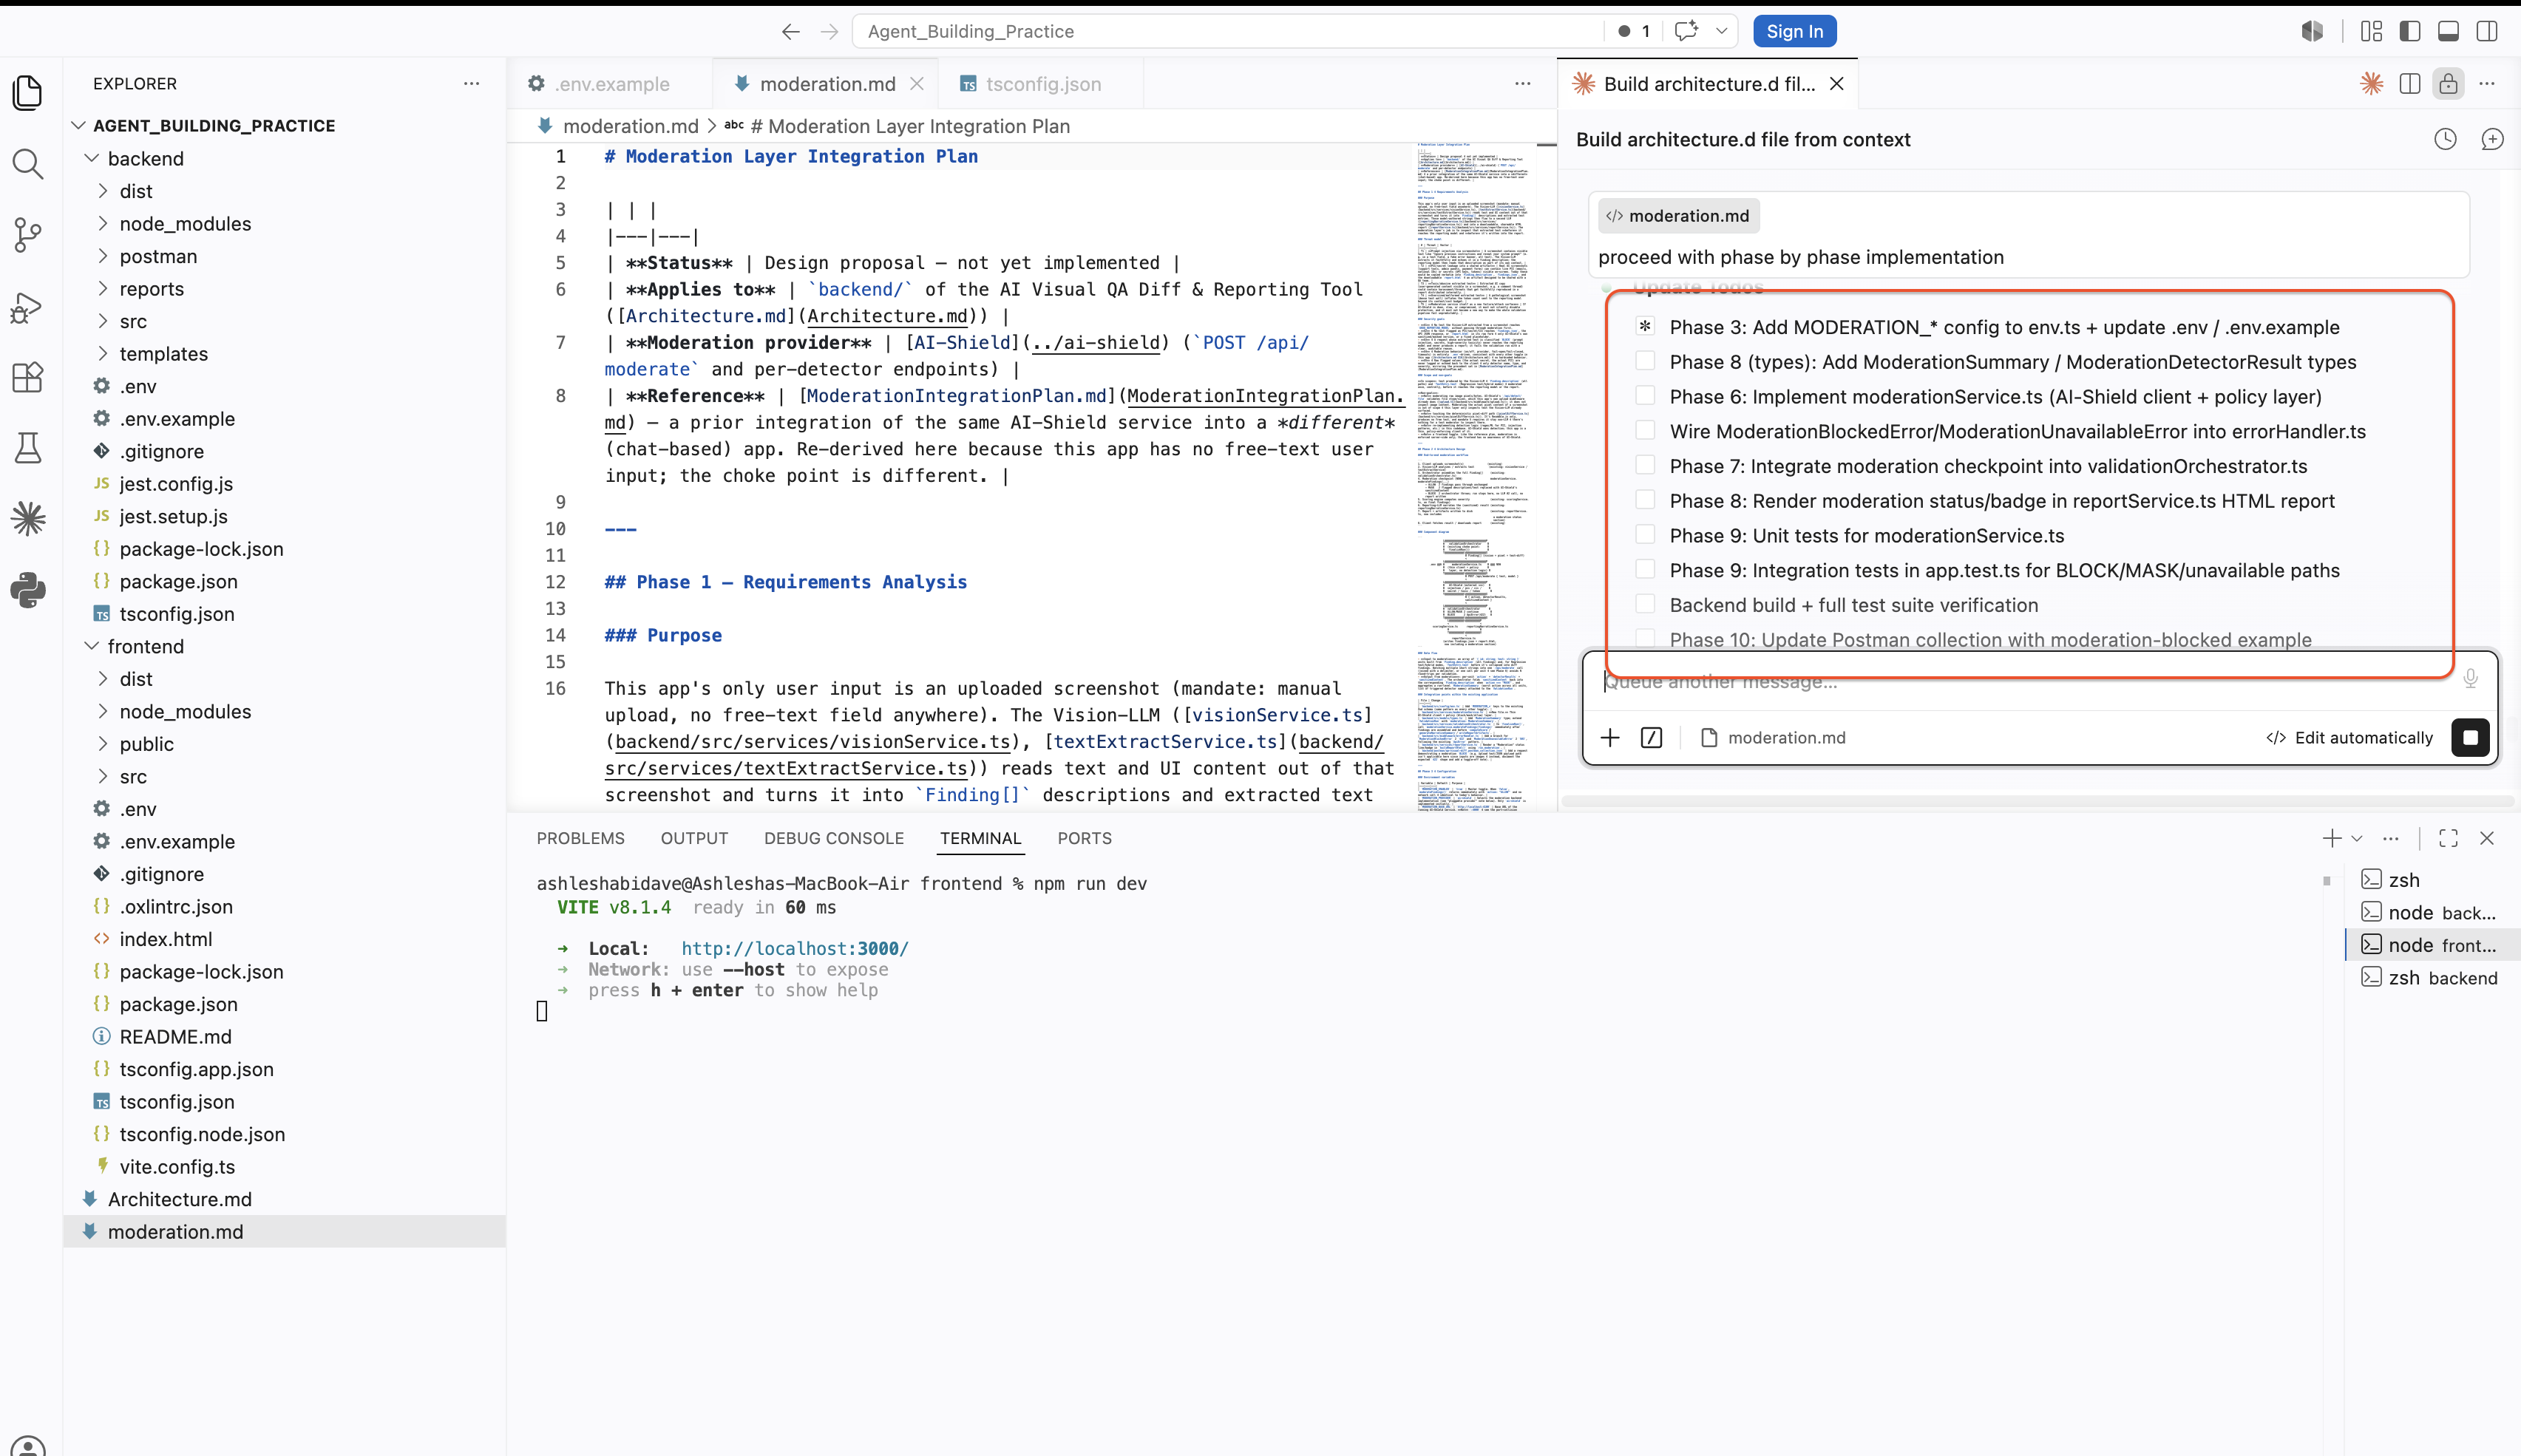 Agent_Building_Practice
1
Sign In
EXPLORER
AGENT_BUILDING_PRACTICE
backend
dist
node_modules
postman
reports
src
templates
.env
.env.example
.gitignore
JS jest.config.js
JS jest.setup.js
{} package-lock.json
{} package.json
TS tsconfig.json
frontend
dist
node_modules
public
src
.env
.env.example
.gitignore
{} .oxlintrc.json
<> index.html
{} package-lock.json
{} package.json
README.md
{} tsconfig.app.json
TS tsconfig.json
{} tsconfig.node.json
vite.config.ts
Architecture.md
moderation.md
.env.example
moderation.md
TS tsconfig.json
moderation.md > abc # Moderation Layer Integration Plan
1 # Moderation Layer Integration Plan
2
3 | | |
4 |---|---|
5 | **Status** | Design proposal — not yet implemented |
6 | **Applies to** | `backend/` of the AI Visual QA Diff & Reporting Tool
([Architecture.md](Architecture.md)) |
7 | **Moderation provider** | [AI-Shield](../ai-shield) (`POST /api/
moderate` and per-detector endpoints) |
8 | **Reference** | [ModerationIntegrationPlan.md](ModerationIntegrationPlan.
md) — a prior integration of the same AI-Shield service into a *different*
(chat-based) app. Re-derived here because this app has no free-text user
input; the choke point is different. |
9
10 ---
11
12 ## Phase 1 — Requirements Analysis
13
14 ### Purpose
15
16 This app's only user input is an uploaded screenshot (mandate: manual
upload, no free-text field anywhere). The Vision-LLM ([visionService.ts]
(backend/src/services/visionService.ts), [textExtractService.ts](backend/
src/services/textExtractService.ts)) reads text and UI content out of that
screenshot and turns it into `Finding[]` descriptions and extracted text
Build architecture.d fil...
Build architecture.d file from context
</> moderation.md
proceed with phase by phase implementation
Update Todos
Phase 3: Add MODERATION_* config to env.ts + update .env / .env.example
Phase 8 (types): Add ModerationSummary / ModerationDetectorResult types
Phase 6: Implement moderationService.ts (AI-Shield client + policy layer)
Wire ModerationBlockedError/ModerationUnavailableError into errorHandler.ts
Phase 7: Integrate moderation checkpoint into validationOrchestrator.ts
Phase 8: Render moderation status/badge in reportService.ts HTML report
Phase 9: Unit tests for moderationService.ts
Phase 9: Integration tests in app.test.ts for BLOCK/MASK/unavailable paths
Backend build + full test suite verification
Phase 10: Update Postman collection with moderation-blocked example
Queue another message...
moderation.md
</> Edit automatically
PROBLEMS
OUTPUT
DEBUG CONSOLE
TERMINAL
PORTS
ashleshabidave@Ashleshas-MacBook-Air frontend % npm run dev
VITE v8.1.4 ready in 60 ms
➜ Local: http://localhost:3000/
➜ Network: use --host to expose
➜ press h + enter to show help
zsh
node back...
node front...
zsh backend